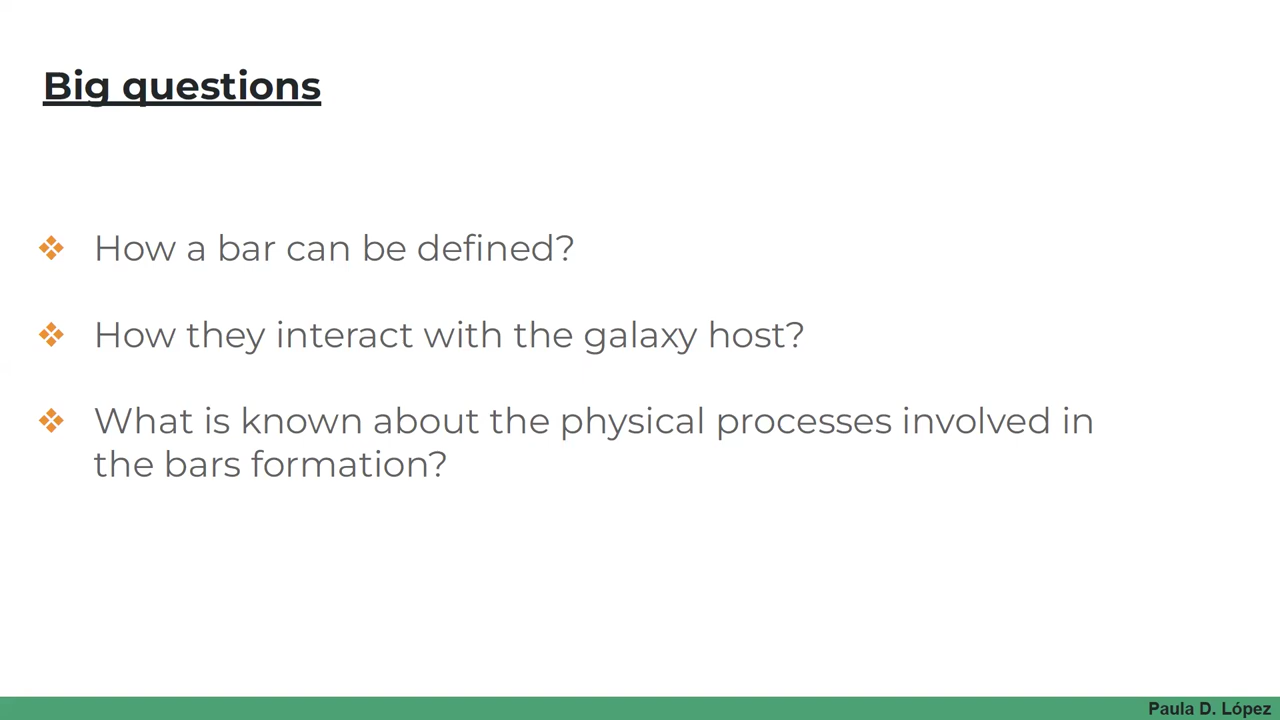 Big questions
How a bar can be defined?
How they interact with the galaxy host?
What is known about the physical processes involved in
the bars formation?
Paula D. López